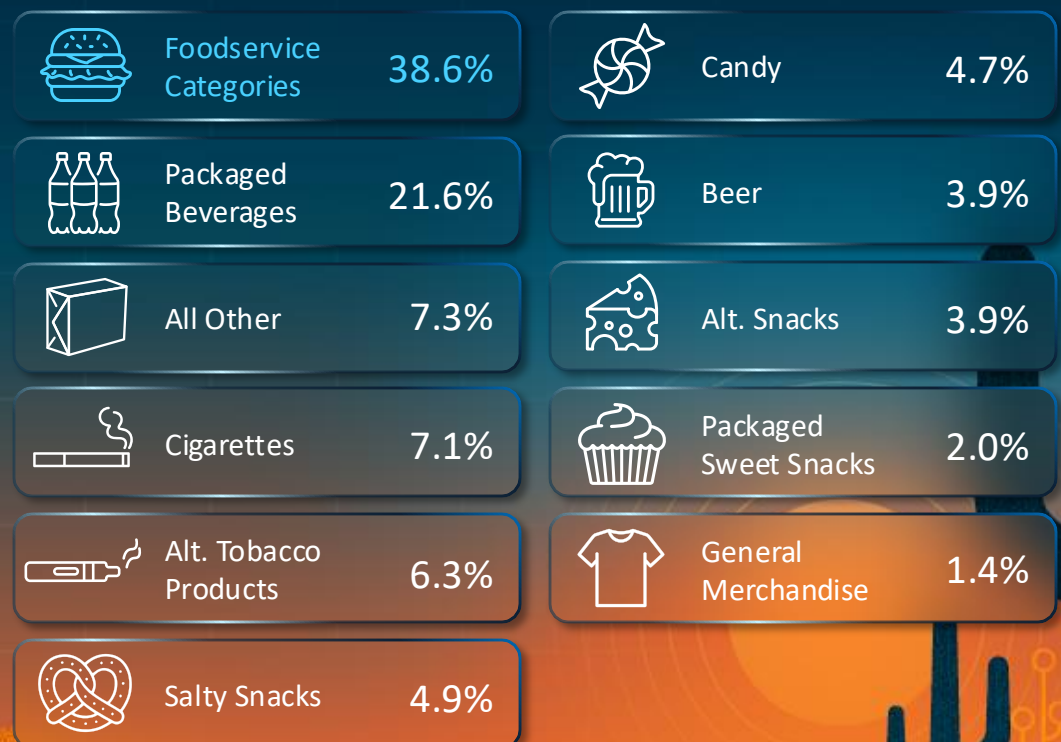 Foodservice
Categories
38.6%
Packaged
Beverages
21.6%
All Other
7.3%
Cigarettes
7.1%
Alt. Tobacco
Products
6.3%
Salty Snacks
4.9%
Candy
4.7%
Beer
3.9%
Alt. Snacks
3.9%
Packaged
Sweet Snacks
2.0%
General
Merchandise
1.4%